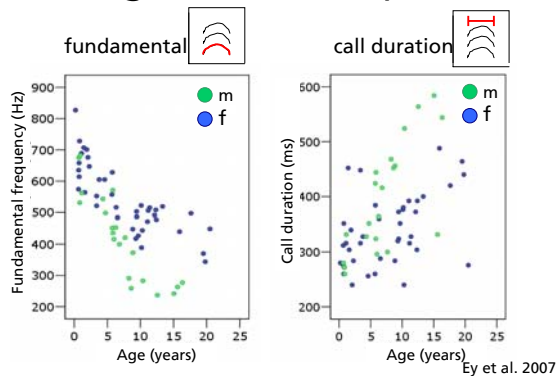 fundamental
900
800
700
600
500
400
300
200
0
5
10
15
20
25
Fundamental frequency (Hz)
Age (years)
m
f
call duration
600
500
400
300
200
0
5
10
15
20
25
Call duration (ms)
Age (years)
m
f
Ey et al. 2007